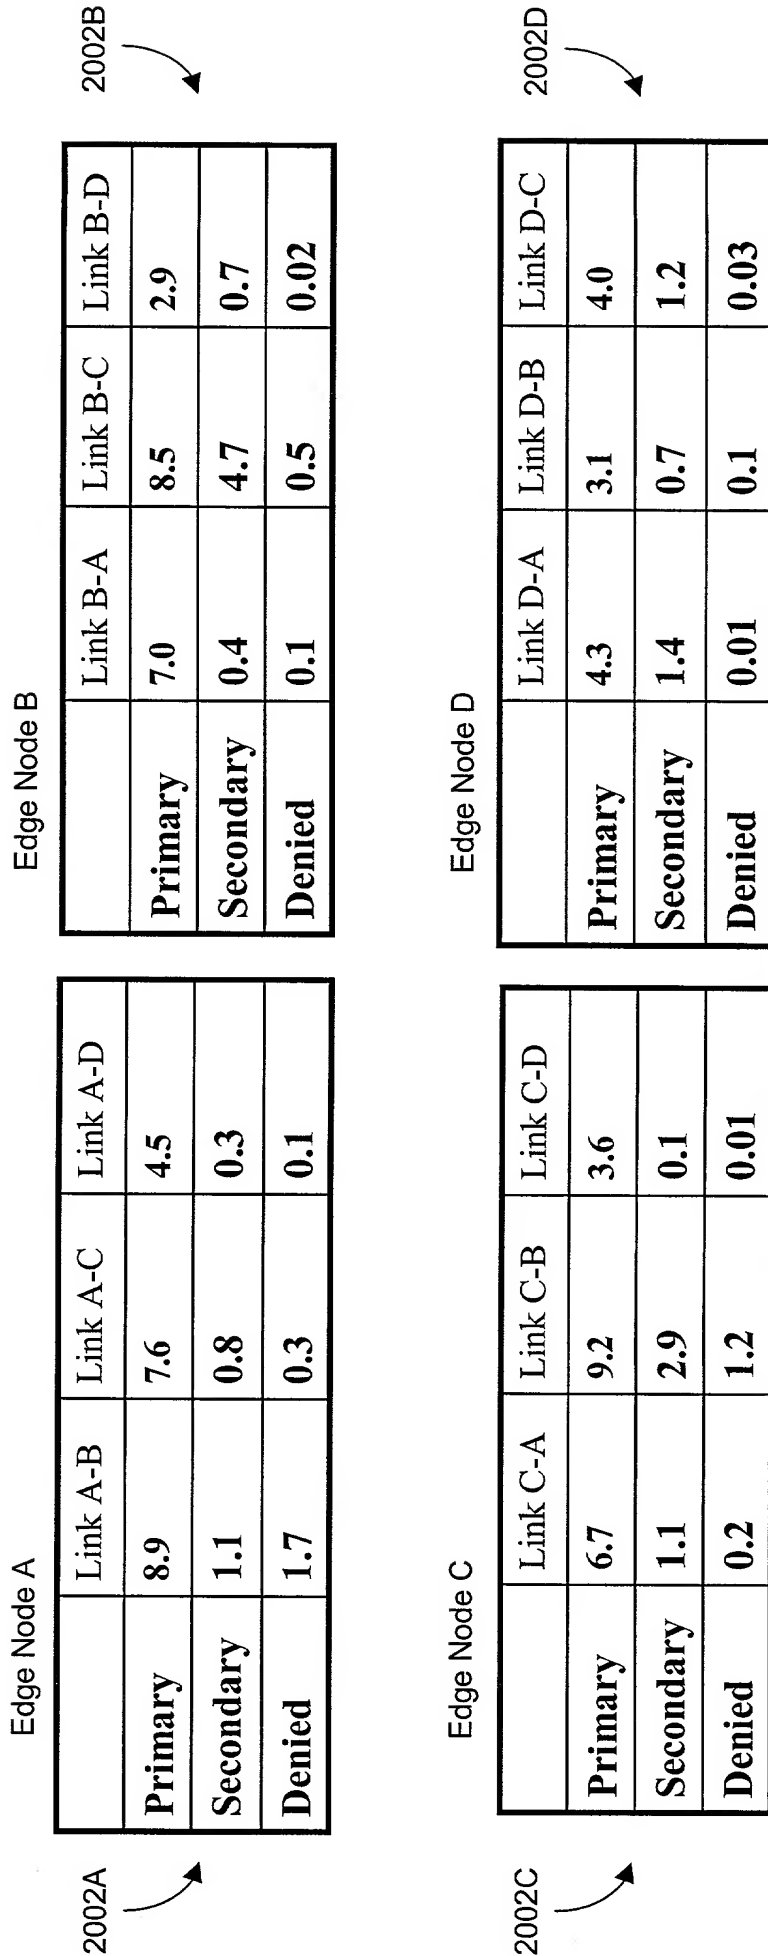 Edge Node A
2002A
Link A-B Link A-C Link A-D
Primary 8.9 7.6 4.5
Secondary 1.1 0.8 0.3
Denied 1.7 0.3 0.1
Edge Node B
2002B
Link B-A Link B-C Link B-D
Primary 7.0 8.5 2.9
Secondary 0.4 4.7 0.7
Denied 0.1 0.5 0.02
Edge Node C
2002C
Link C-A Link C-B Link C-D
Primary 6.7 9.2 3.6
Secondary 1.1 2.9 0.1
Denied 0.2 1.2 0.01
Edge Node D
2002D
Link D-A Link D-B Link D-C
Primary 4.3 3.1 4.0
Secondary 1.4 0.7 1.2
Denied 0.01 0.1 0.03